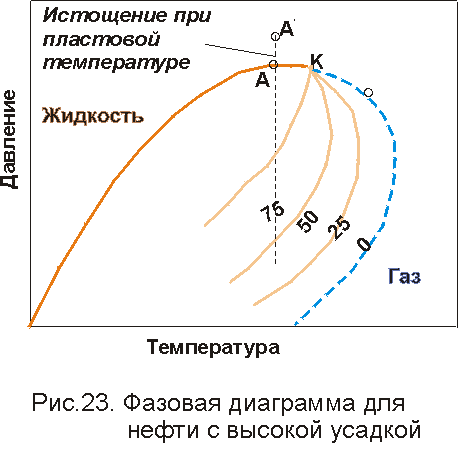 Истощение при
пластовой
температуре
A'
A
K
Жидкость
Давление
75
50
25
0
Газ
Температура
Рис.23. Фазовая диаграмма для
нефти с высокой усадкой